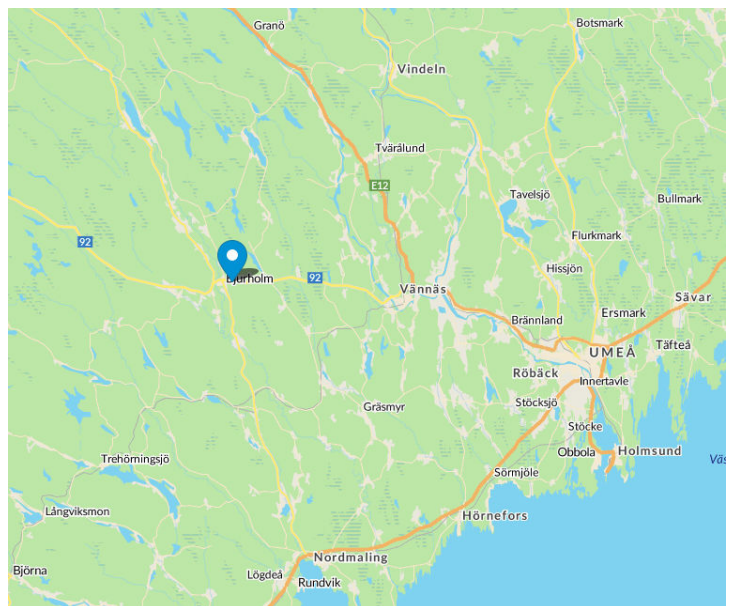 Granö
Botsmark
Vindeln
Tvärålund
E12
Tavelsjö
Bullmark
92
Flurkmark
Hissjön
92
Bjurholm
Vännäs
Sävar
Ersmark
Brännland
Täfteå
UMEÅ
Röbäck
Innertavle
Stöcksjö
Gräsmyr
Stöcke
Holmsund
Obbola
Trehörningsjö
Väs
Sörmjöle
Långviksmon
Hörnefors
Nordmaling
Björna
Lögdeå
Rundvik